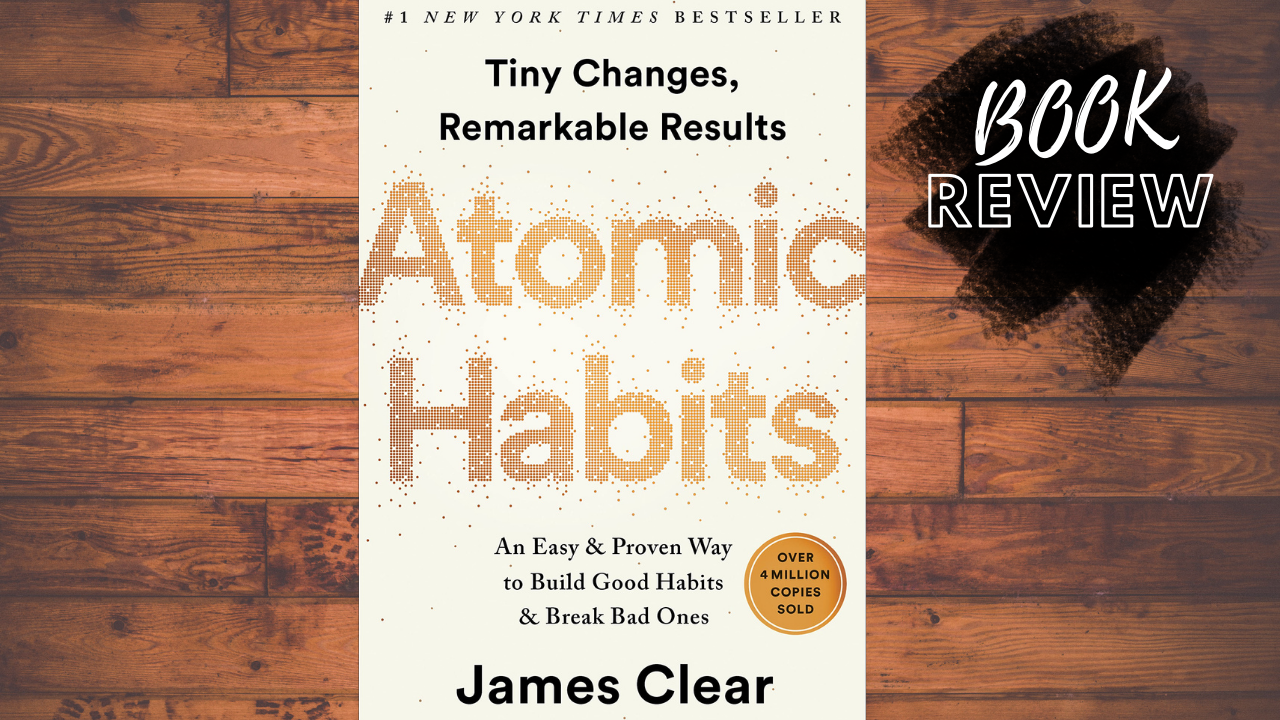 #1 NEW YORK TIMES BESTSELLER
Tiny Changes,
Remarkable Results
Atomic
Habits
An Easy & Proven Way
to Build Good Habits
& Break Bad Ones
OVER
4 MILLION
COPIES
SOLD
James Clear
BOOK
REVIEW